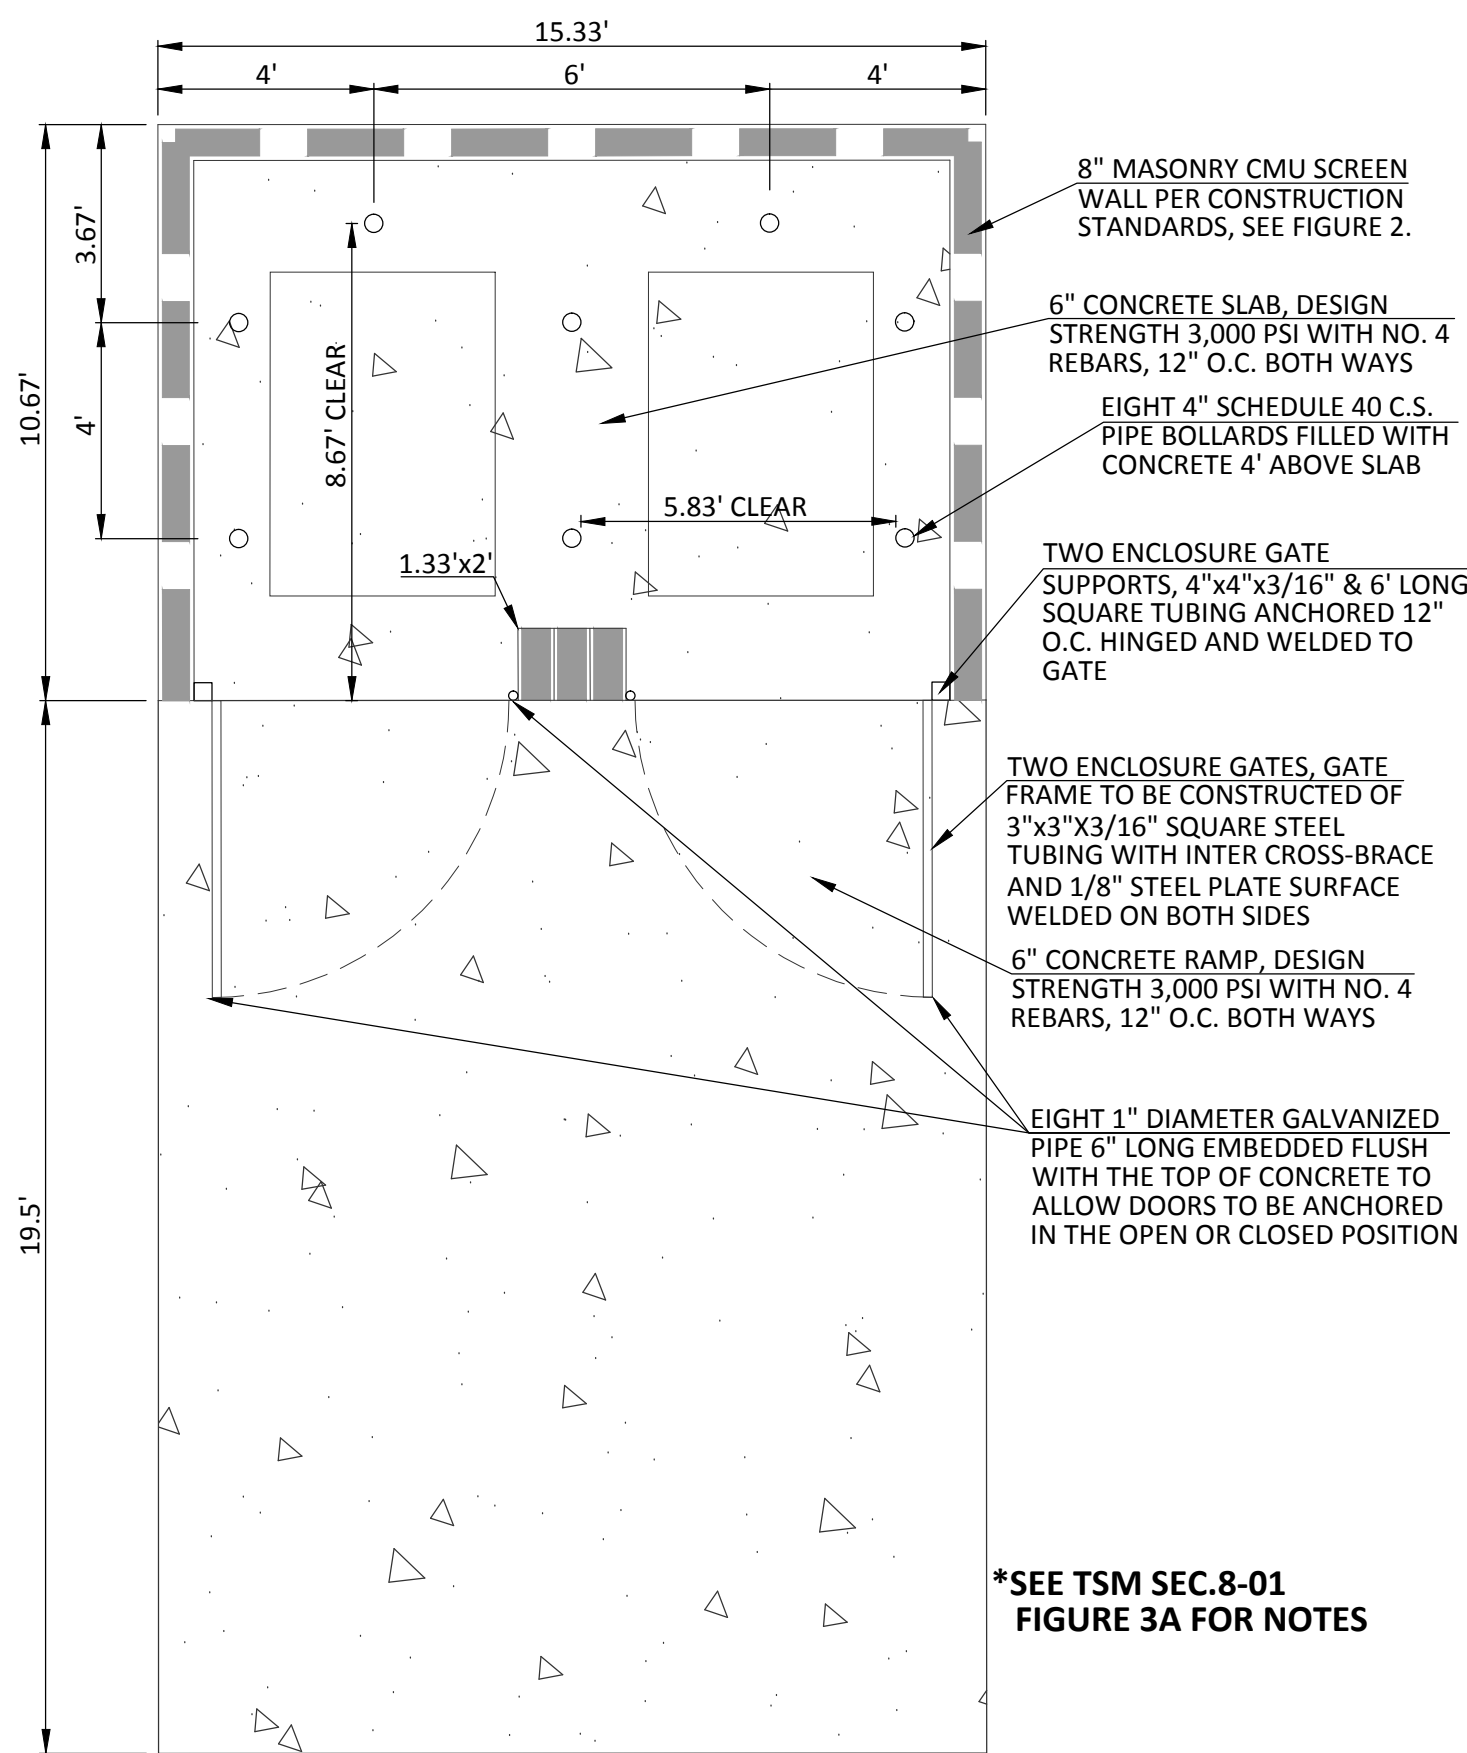 15.33'
4'
6'
4'
3.67'
10.67'
4'
8.67' CLEAR
5.83' CLEAR
1.33'x2'
19.5'
8" MASONRY CMU SCREEN
WALL PER CONSTRUCTION
STANDARDS, SEE FIGURE 2.
6" CONCRETE SLAB, DESIGN
STRENGTH 3,000 PSI WITH NO. 4
REBARS, 12" O.C. BOTH WAYS
EIGHT 4" SCHEDULE 40 C.S.
PIPE BOLLARDS FILLED WITH
CONCRETE 4' ABOVE SLAB
TWO ENCLOSURE GATE
SUPPORTS, 4"x4"x3/16" & 6' LONG
SQUARE TUBING ANCHORED 12"
O.C. HINGED AND WELDED TO
GATE
TWO ENCLOSURE GATES, GATE
FRAME TO BE CONSTRUCTED OF
3"x3"X3/16" SQUARE STEEL
TUBING WITH INTER CROSS-BRACE
AND 1/8" STEEL PLATE SURFACE
WELDED ON BOTH SIDES
6" CONCRETE RAMP, DESIGN
STRENGTH 3,000 PSI WITH NO. 4
REBARS, 12" O.C. BOTH WAYS
EIGHT 1" DIAMETER GALVANIZED
PIPE 6" LONG EMBEDDED FLUSH
WITH THE TOP OF CONCRETE TO
ALLOW DOORS TO BE ANCHORED
IN THE OPEN OR CLOSED POSITION
*SEE TSM SEC.8-01
FIGURE 3A FOR NOTES